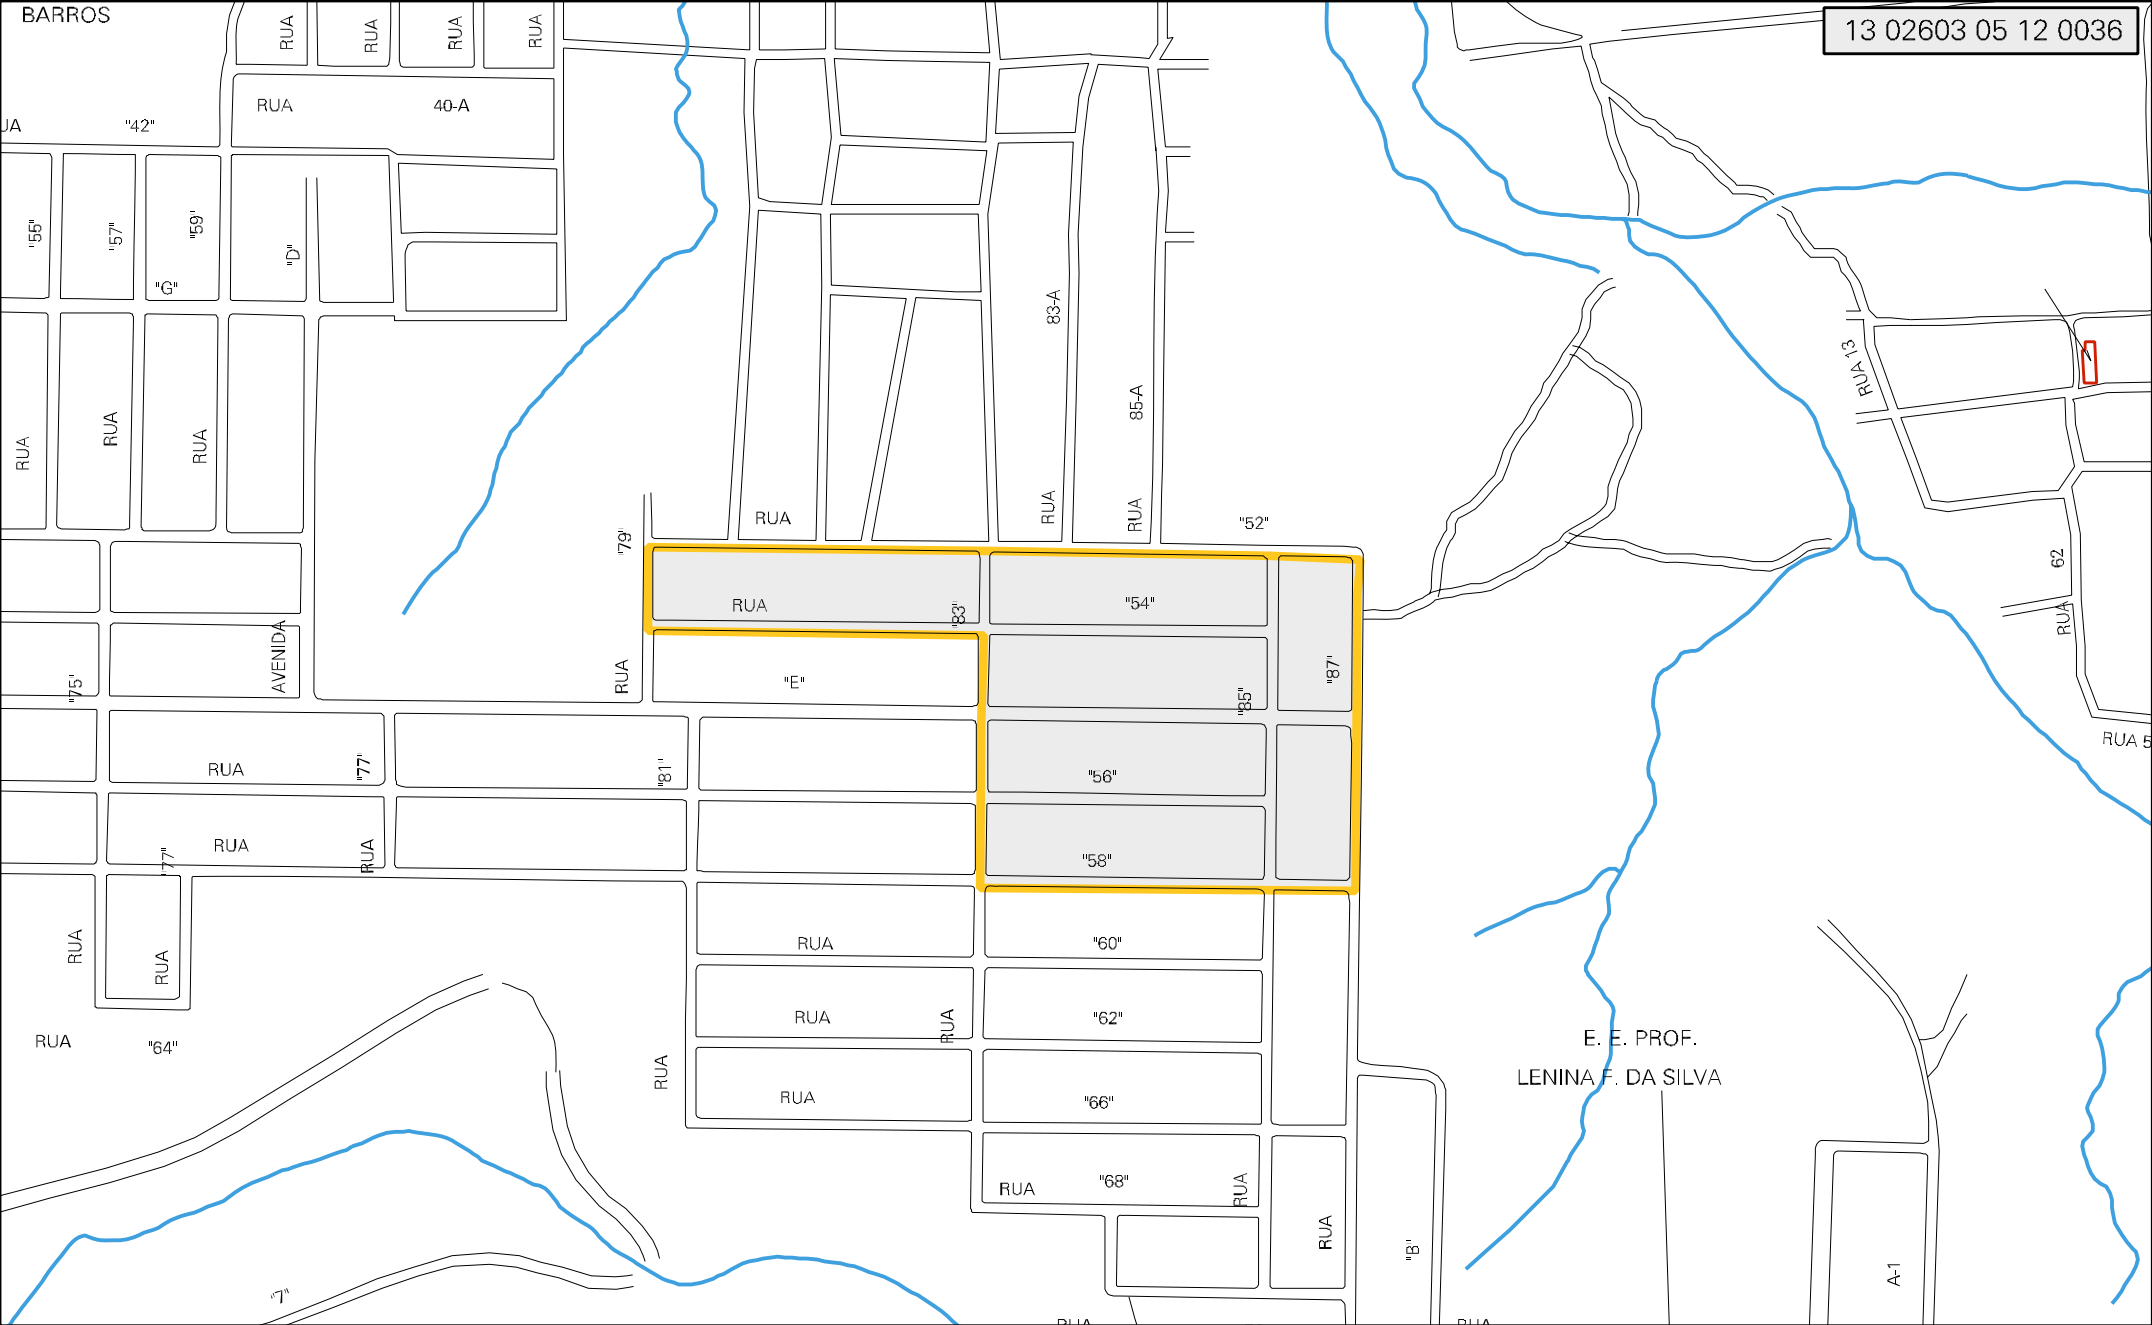 BARROS
RUA
RUA
RUA
RUA
13 02603 05 12 0036
RUA
40-A
"42"
"55"
"57"
"59"
"D"
"G"
83-A
85-A
RUA 13
RUA
RUA
RUA
RUA
RUA
RUA
"52"
"79"
62
RUA
RUA
"83"
"54"
AVENIDA
"75"
RUA
"E"
"85"
"87"
RUA 5
RUA
"77"
"81"
"56"
RUA
"77"
RUA
"58"
RUA
RUA
RUA
"60"
RUA
"62"
RUA
RUA
"64"
RUA
E. E. PROF.
LENINA F. DA SILVA
RUA
"66"
RUA
"68"
RUA
RUA
"B"
A-1
"7"
RUA
RUA